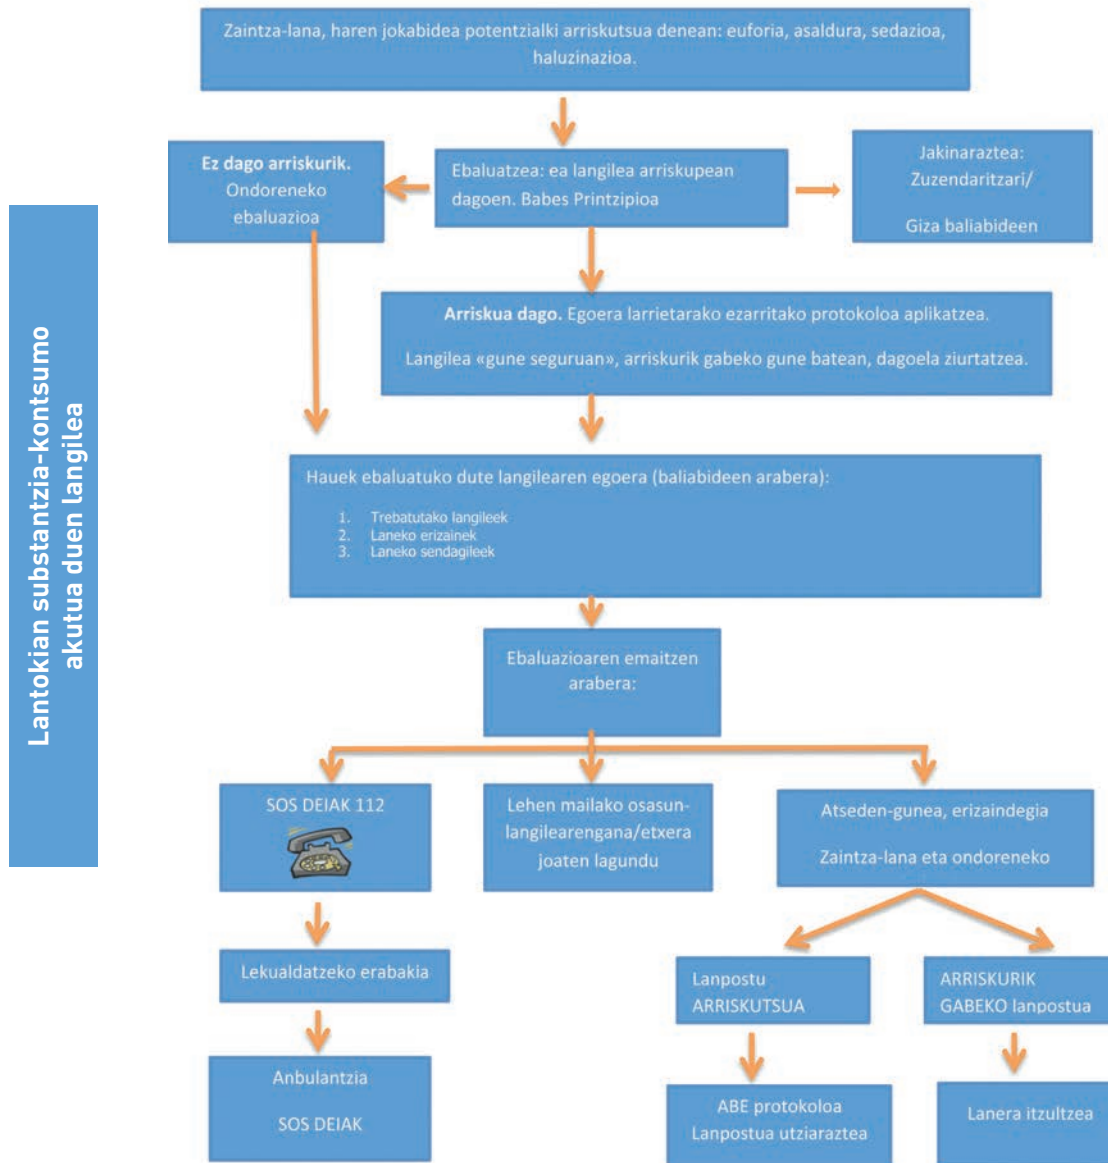 Lantokian substantzia-kontsumo
akutua duen langilea
Zaintza-lana, haren jokabidea potentzialki arriskutsua denean: euforia, asaldura, sedazioa,
haluzinazioa.
Ez dago arriskurik.
Ondoreneko
ebaluazioa
Ebaluatzea: ea langilea arriskupean
dagoen. Babes Printzipioa
Jakinaraztea:
Zuzendaritzari/
Giza baliabideen
Arriskua dago. Egoera larrietarako ezarritako protokoloa aplikatzea.
Langilea «gune seguruan», arriskurik gabeko gune batean, dagoela ziurtatzea.
Hauek ebaluatuko dute langilearen egoera (baliabideen arabera):
1. Trebatutako langileek
2. Laneko erizainek
3. Laneko sendagileek
Ebaluazioaren emaitzen
arabera:
SOS DEIAK 112
Lehen mailako osasun-
langilearengana/etxera
joaten lagundu
Atseden-gunea, erizaindegia
Zaintza-lana eta ondoreneko
Lekualdatzeko erabakia
Lanpostu
ARRISKUTSUA
ARRISKURIK
GABEKO lanpostua
Anbulantzia
SOS DEIAK
ABE protokoloa
Lanpostua utziaraztea
Lanera itzultzea